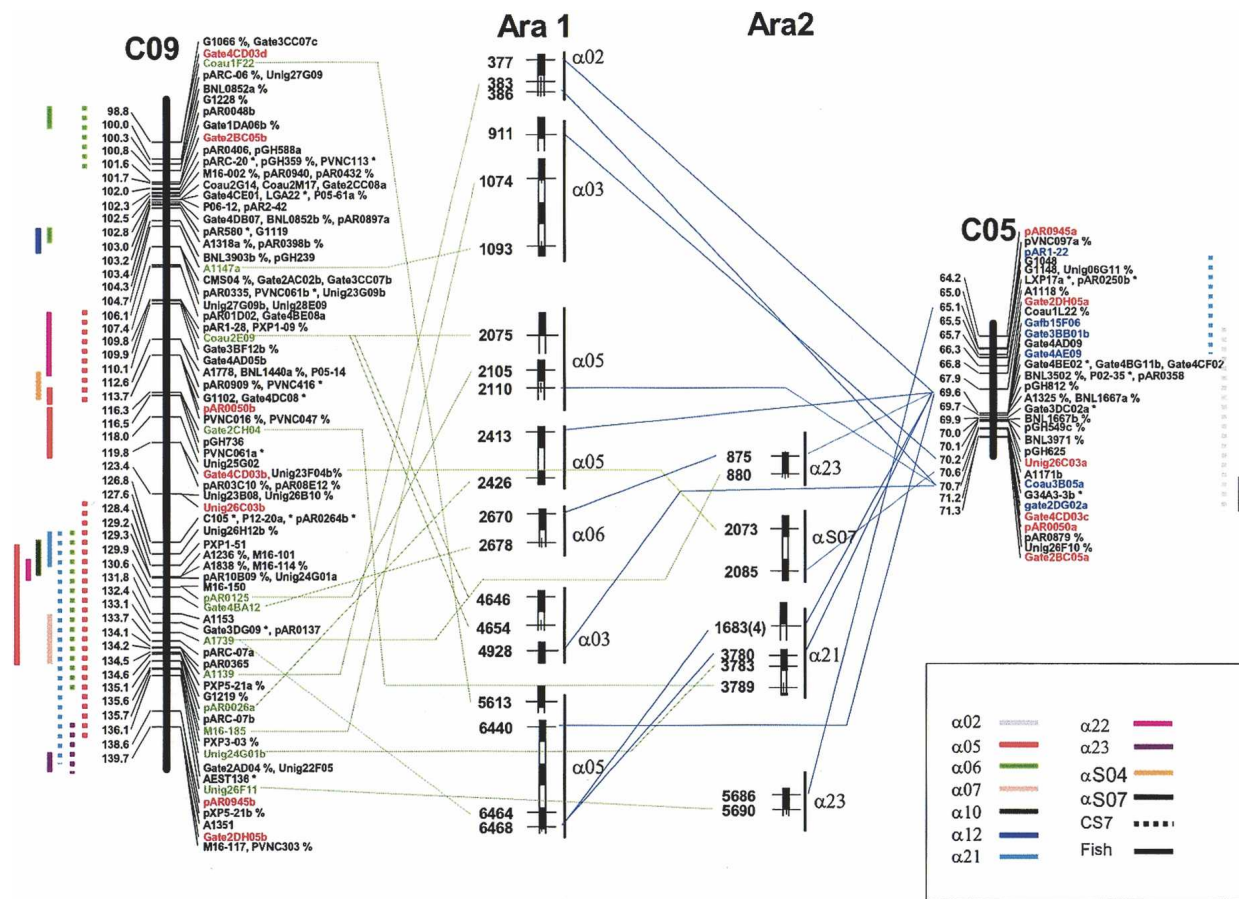 Ara 1
Ara2
C09
G1066 %, Gate3CC07c
Gate4CD03d
Coau1F22
pARC-06 %, Unig27G09
BNL0852a %
G1228 %
pAR0048b
Gate1DA06b %
Gate2BC05b
pAR0406, pGH588a
pARC-20 *, pGH359 %, PVNC113 *
M16-002 %, pAR0940, pAR0432 %
Coau2G14, Coau2M17, Gate2CC08a
Gate4CE01, LGA22 *, P05-61a %
P06-12, pAR2-42
Gate4DB07, BNL0852b %, pAR0897a
pAR580 *, G1119
A1318a %, pAR0398b %
BNL3903b %, pGH239
A1147a
CMS04 %, Gate2AC02b, Gate3CC07b
pAR0335, PVNC061b *, Unig23G09b
Unig27G09b, Unig28E09
pAR01D02, Gate4BE08a
pAR1-28, PXP1-09 %
Coau2E09
Gate3BF12b %
Gate4AD05b
A1778, BNL1440a %, P05-14
pAR0909 %, PVNC416 *
G1102, Gate4DC08 *
pAR0050b
PVNC016 %, PVNC047 %
Gate2CH04
pGH736
PVNC061a *
Unig25G02
Gate4CD03b, Unig23F04b%
pAR03C10 %, pAR08E12 %
Unig23B08, Unig26B10 %
Unig26C03b
C105 *, P12-20a, * pAR0264b *
Unig26H12b %
PXP1-51
A1236 %, M16-101
A1838 %, M16-114 %
pAR10B09 %, Unig24G01a
M16-150
pAR0125
Gate4BA12
A1153
Gate3DG09 *, pAR0137
A1739
pARC-07a
pAR0365
A1139
PXP5-21a %
G1219 %
pAR0026a
pARC-07b
M16-185
PXP3-03 %
Unig24G01b
Gate2AD04 %, Unig22F05
AEST136 *
Unig26F11
pAR0945b
pXP5-21b %
A1351
Gate2DH05b
M16-117, PVNC303 %
98.8
100.0
100.3
100.8
101.6
101.7
102.0
102.3
102.5
102.8
103.0
103.2
103.4
104.3
104.7
106.1
107.4
109.8
109.9
110.1
112.6
113.7
116.3
116.5
118.0
119.8
123.4
126.8
127.6
128.4
129.2
129.3
129.9
130.6
131.8
132.4
133.1
133.7
134.1
134.2
134.5
134.6
135.1
135.6
135.7
136.1
138.6
139.7
377
383
386
α02
911
1074
1093
α03
2075
2105
2110
α05
2413
2426
α05
2670
2678
α06
4646
4654
4928
α03
5613
6440
6464
6468
α05
875
880
α23
2073
2085
αS07
1683(4)
3780
3783
3789
α21
5686
5690
α23
C05
64.2
65.0
65.1
65.5
65.7
66.3
66.8
67.9
69.6
69.7
69.9
70.0
70.1
70.2
70.6
70.7
71.2
71.3
pAR0945a
pVNC097a %
pAR1-22
G1048
G1148, Unig06G11 %
LXP17a *, pAR0250b *
A1118 %
Gate2DH05a
Coau1L22 %
Gafb15F06
Gate3BB01b
Gate4AD09
Gate4AE09
Gate4BE02 *, Gate4BG11b, Gate4CF02
BNL3502 %, P02-35 *, pAR0358
pGH812 %
A1325 %, BNL1667a %
Gate3DC02a *
BNL1667b %
pGH549c %
BNL3971 %
pGH625
Unig26C03a
A1171b
Coau3B05a
G34A3-3b *
gate2DG02a
Gate4CD03c
pAR0050a
pAR0879 %
Unig26F10 %
Gate2BC05a
α02
α05
α06
α07
α10
α12
α21
α22
α23
αS04
αS07
CS7
Fish